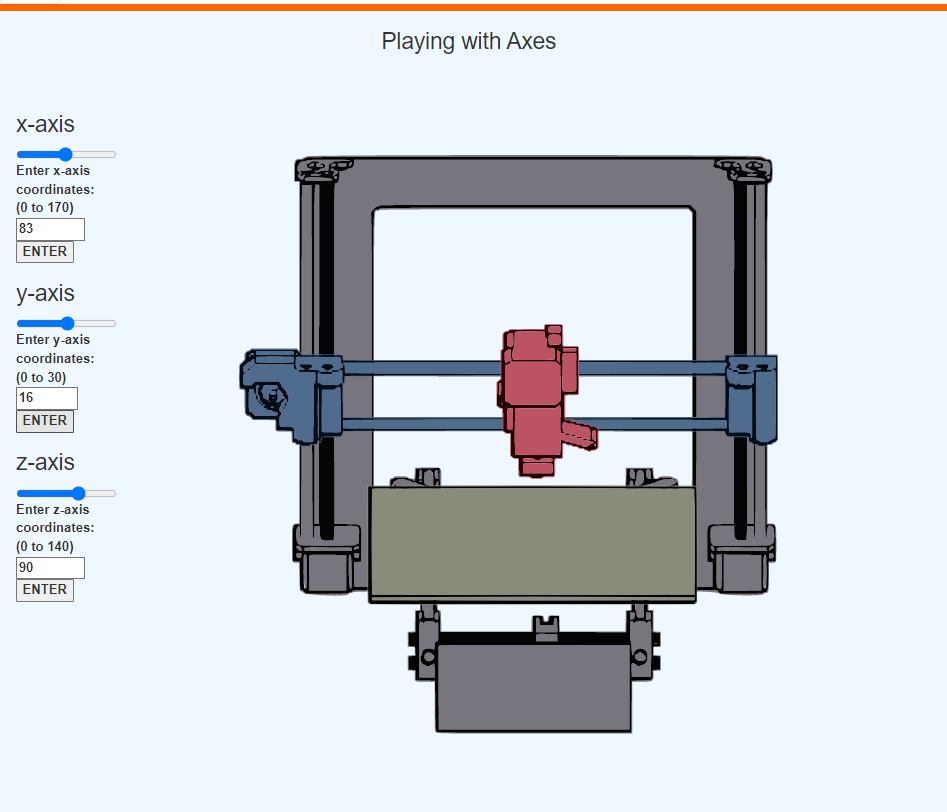 Playing with Axes
x-axis
Enter x-axis
coordinates:
(0 to 170)
83
ENTER
y-axis
Enter y-axis
coordinates:
(0 to 30)
16
ENTER
z-axis
Enter z-axis
coordinates:
(0 to 140)
90
ENTER